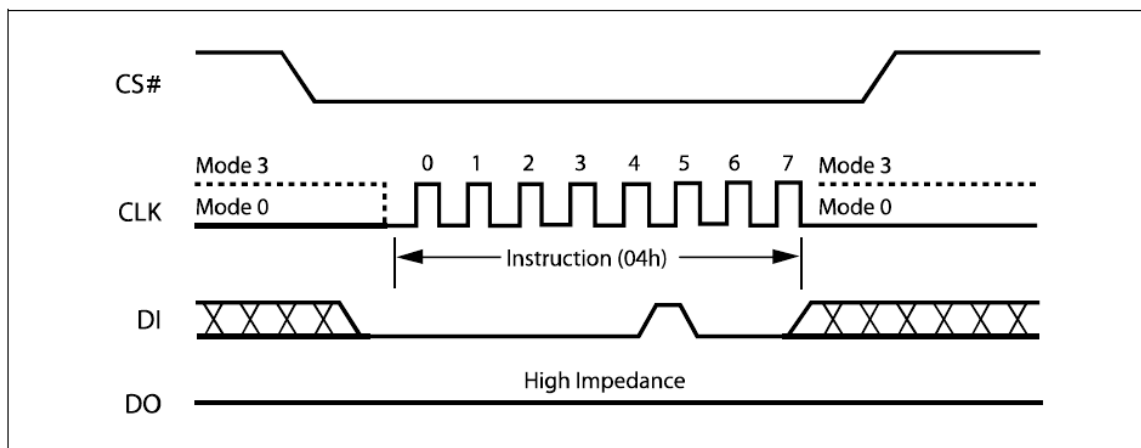 CS#
0 1 2 3 4 5 6 7
Mode 3 Mode 3
CLK Mode 0 Mode 0
Instruction (04h)
DI
High Impedance
DO